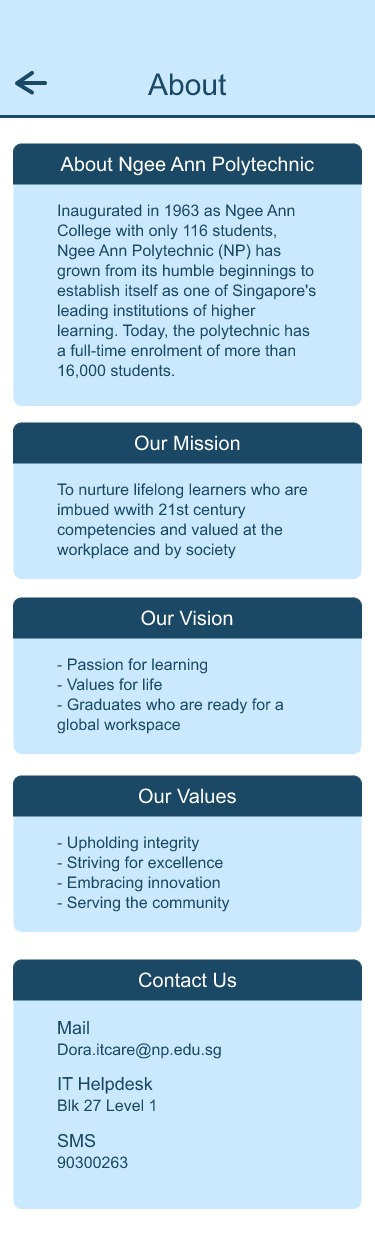 About
About Ngee Ann Polytechnic
Inaugurated in 1963 as Ngee Ann
College with only 116 students,
Ngee Ann Polytechnic (NP) has
grown from its humble beginnings to
establish itself as one of Singapore's
leading institutions of higher
learning. Today, the polytechnic has
a full-time enrolment of more than
16,000 students.
Our Mission
To nurture lifelong learners who are
imbued wwith 21st century
competencies and valued at the
workplace and by society
Our Vision
- Passion for learning
- Values for life
- Graduates who are ready for a
global workspace
Our Values
- Upholding integrity
- Striving for excellence
- Embracing innovation
- Serving the community
Contact Us
Mail
Dora.itcare@np.edu.sg
IT Helpdesk
Blk 27 Level 1
SMS
90300263